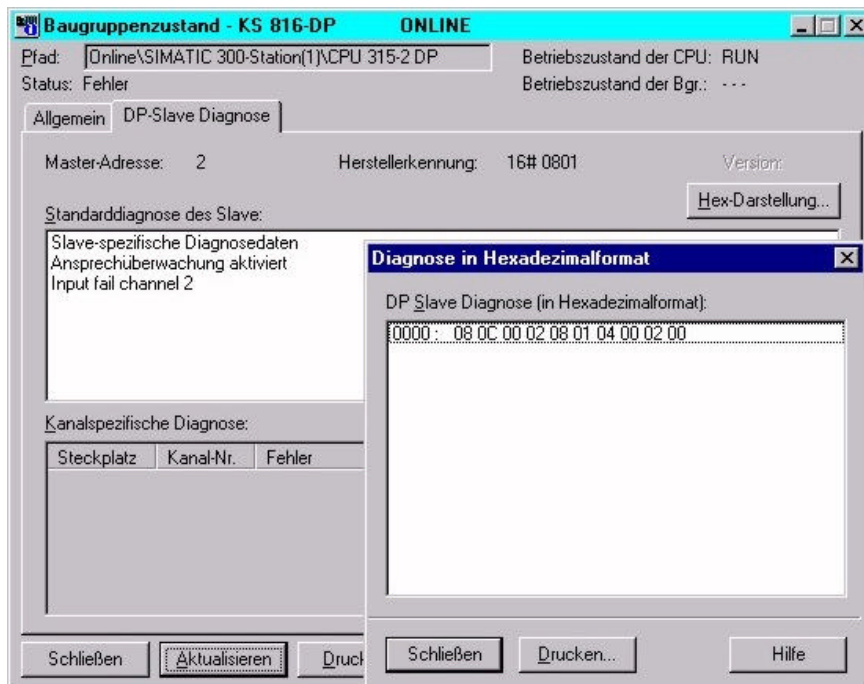 Baugruppenzustand - KS 816-DP ONLINE
Pfad: Online\SIMATIC 300-Station(1)\CPU 315-2 DP Betriebszustand der CPU: RUN
Status: Fehler Betriebszustand der Bgr.: ---
Allgemein DP-Slave Diagnose
Master-Adresse: 2 Herstellerkennung: 16# 0801 Version:
Hex-Darstellung...
Standarddiagnose des Slave:
Slave-spezifische Diagnosedaten
Ansprechüberwachung aktiviert
Input fail channel 2
Kanalspezifische Diagnose:
Steckplatz Kanal-Nr. Fehler
Schließen Aktualisieren Druck
Diagnose in Hexadezimalformat
DP Slave Diagnose (in Hexadezimalformat):
0000 : 08 0C 00 02 08 01 04 00 02 00
Schließen Drucken... Hilfe